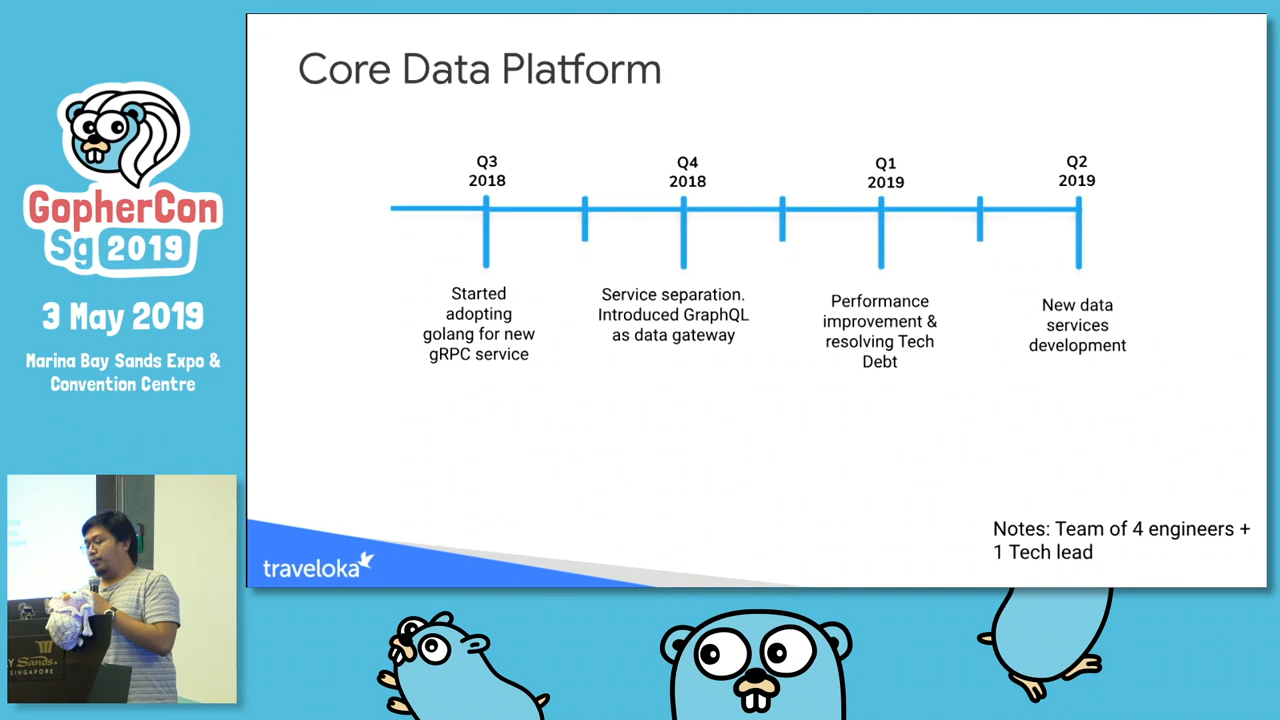 GopherCon
Sg 2019
3 May 2019
Marina Bay Sands Expo &
Convention Centre
Core Data Platform
Q3
2018
Q4
2018
Q1
2019
Q2
2019
Started
adopting
golang for new
gRPC service
Service separation.
Introduced GraphQL
as data gateway
Performance
improvement &
resolving Tech
Debt
New data
services
development
Notes: Team of 4 engineers +
1 Tech lead
traveloka
Sands
SINGAPORE